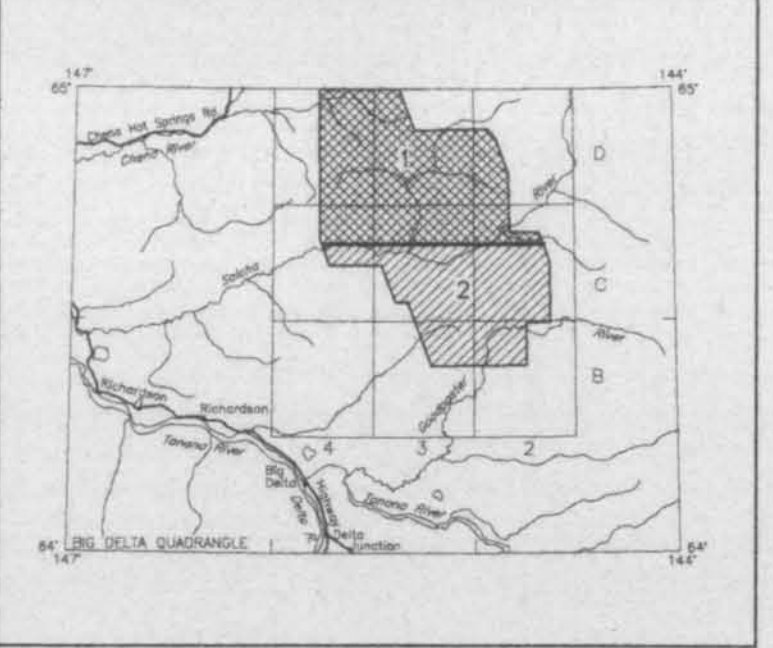 147°
144°
65°
65°
Chena Hot Springs Rd
Chena River
1
D
River
Salcha
2
C
River
B
Richardson
Richardson
Goodpaster
Tanana River
4
3
2
Big
Delta
Highway
Delta
Tanana River
R
Delta
Junction
64°
BIG DELTA QUADRANGLE
64°
147°
144°